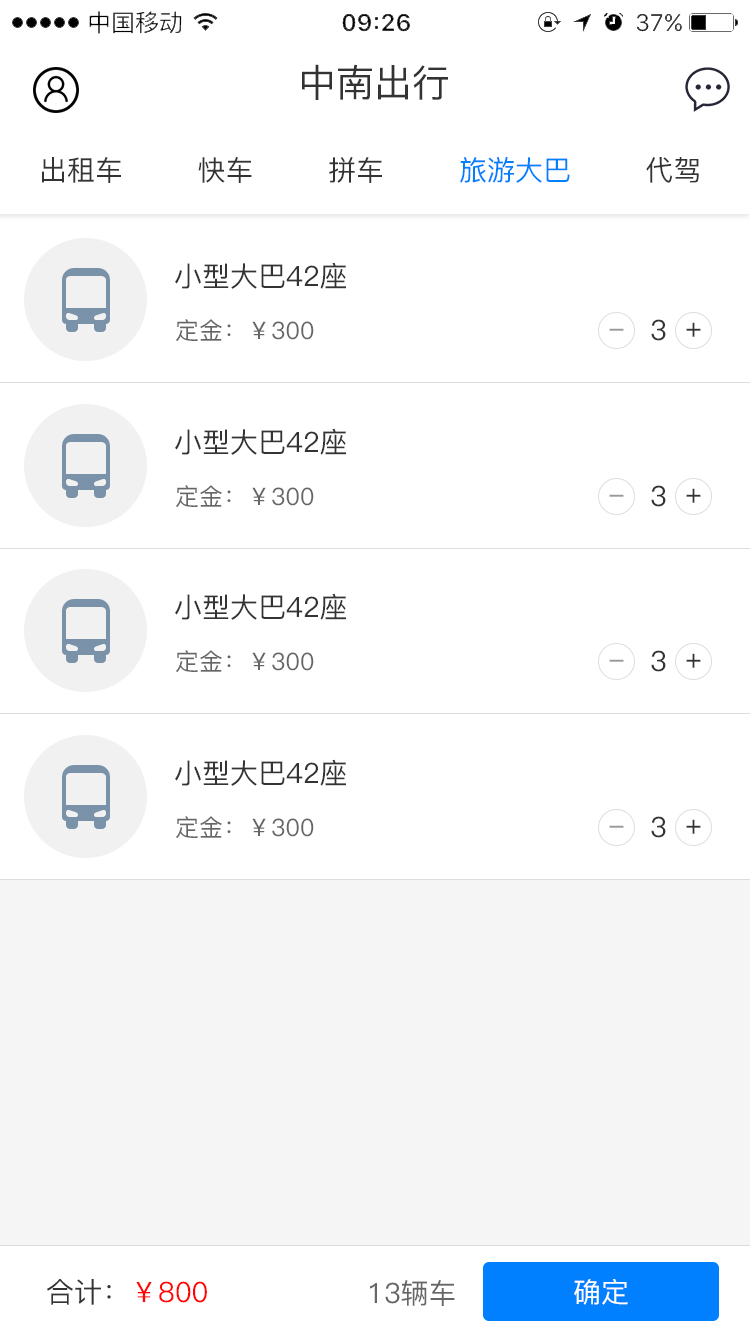 中国移动 09:26 37%
中南出行
出租车 快车 拼车 旅游大巴 代驾
小型大巴42座
定金：￥300 3
小型大巴42座
定金：￥300 3
小型大巴42座
定金：￥300 3
小型大巴42座
定金：￥300 3
合计：￥800 13辆车 确定